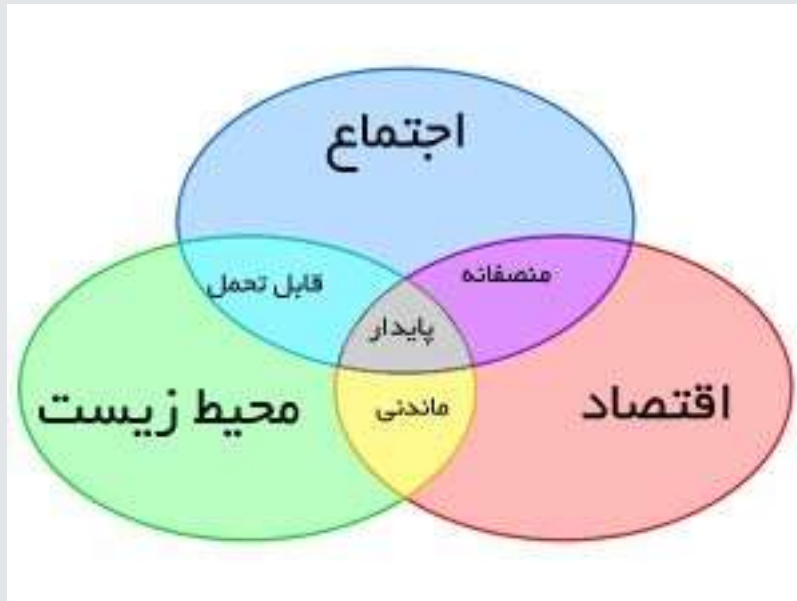 اجتماع
منصفانه
قابل تحمل
پایدار
اقتصاد
ماندنی
محیط زیست